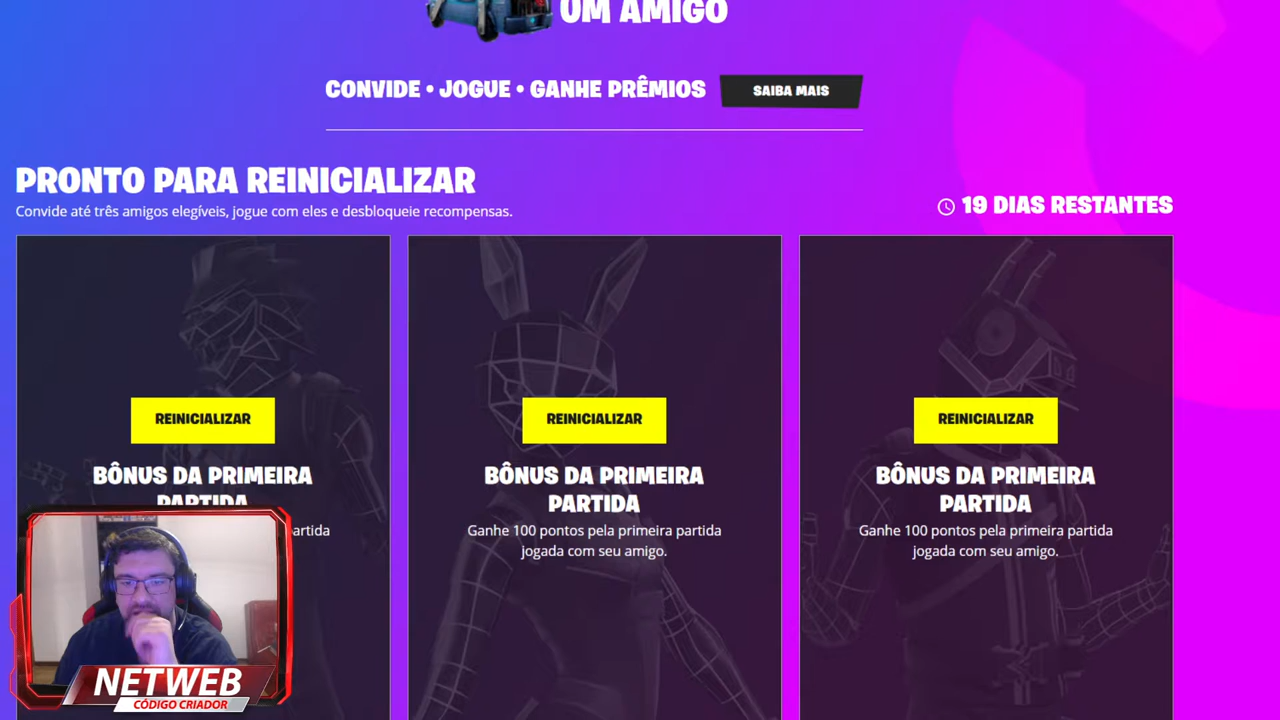 UM AMIGO
CONVIDE • JOGUE • GANHE PRÊMIOS
SAIBA MAIS
PRONTO PARA REINICIALIZAR
Convide até três amigos elegíveis, jogue com eles e desbloqueie recompensas.
19 DIAS RESTANTES
REINICIALIZAR
BÔNUS DA PRIMEIRA
PARTIDA
artida
REINICIALIZAR
BÔNUS DA PRIMEIRA
PARTIDA
Ganhe 100 pontos pela primeira partida
jogada com seu amigo.
REINICIALIZAR
BÔNUS DA PRIMEIRA
PARTIDA
Ganhe 100 pontos pela primeira partida
jogada com seu amigo.
NETWEB
CÓDIGO CRIADOR